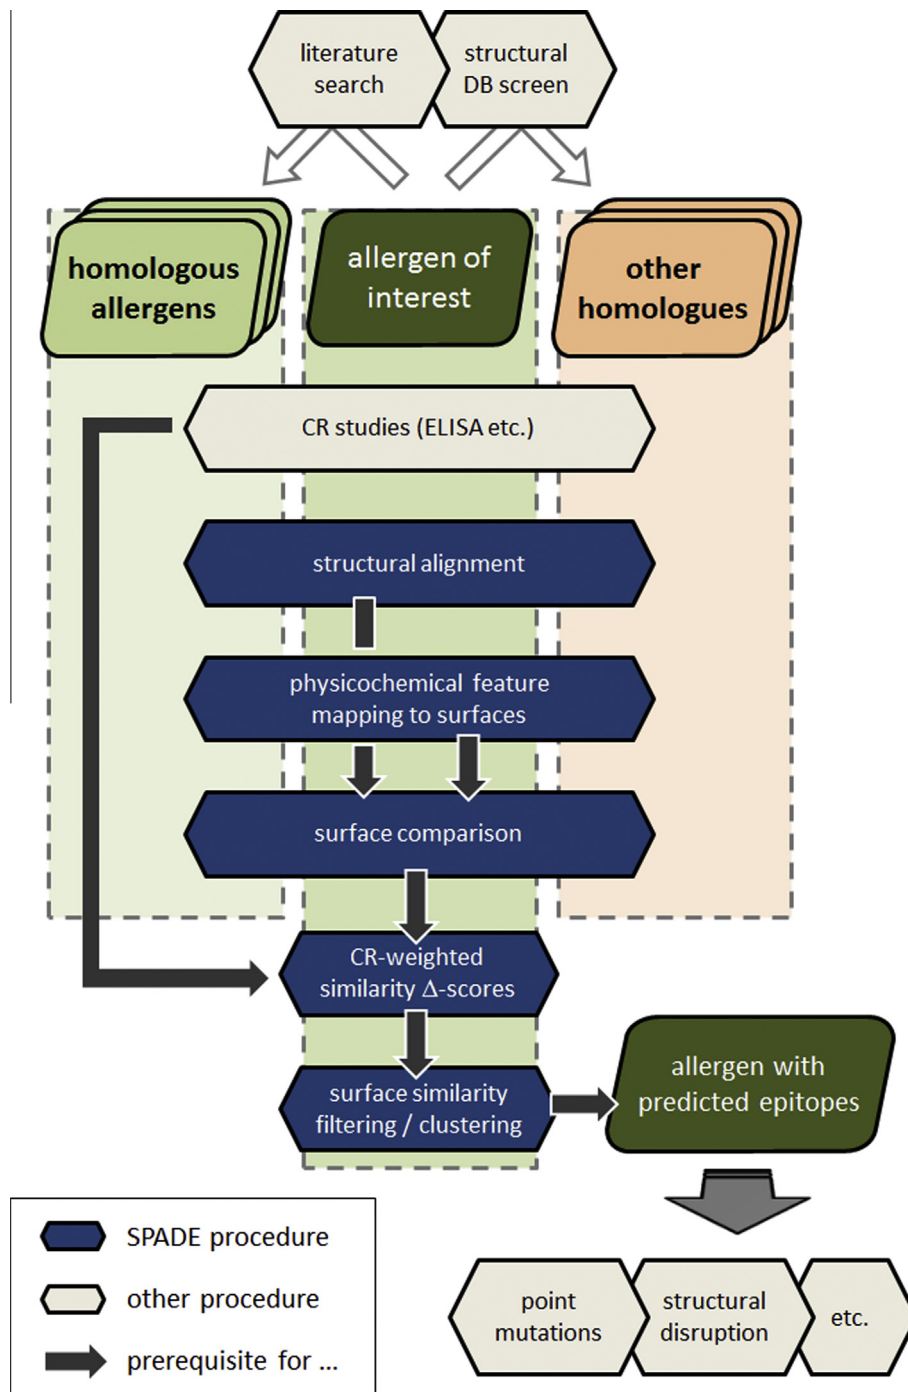 literature
search
structural
DB screen
homologous
allergens
allergen of
interest
other
homologues
CR studies (ELISA etc.)
structural alignment
physicochemical feature
mapping to surfaces
surface comparison
CR-weighted
similarity Δ-scores
surface similarity
filtering / clustering
allergen with
predicted epitopes
SPADE procedure
other procedure
prerequisite for ...
point
mutations
structural
disruption
etc.